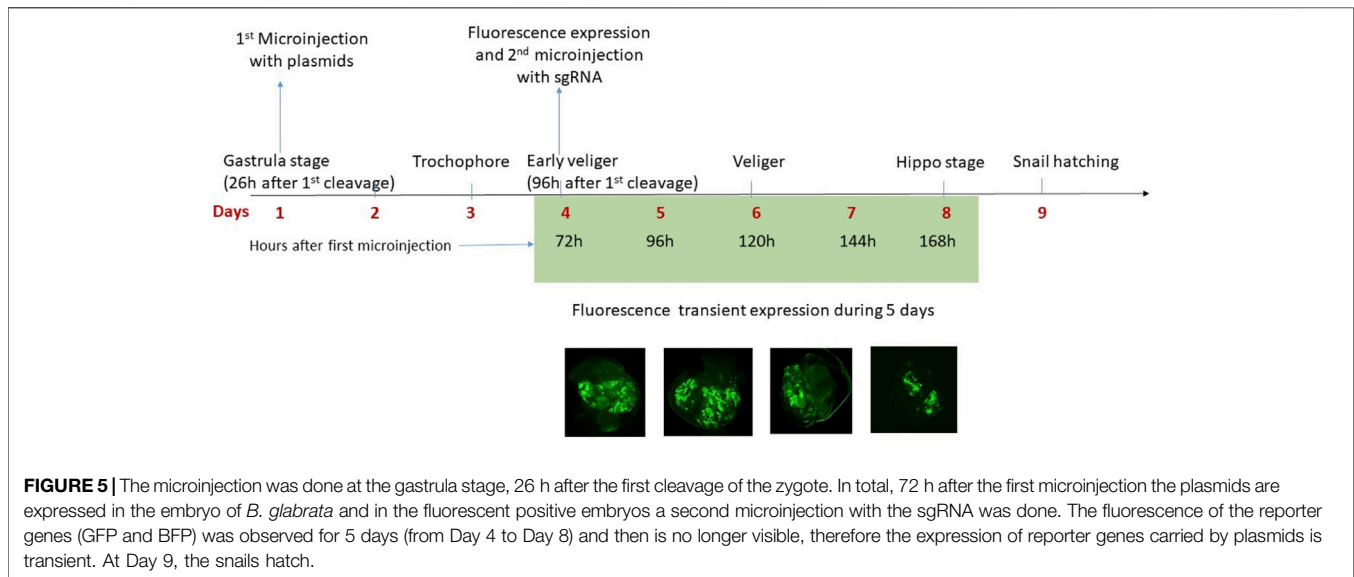 1st Microinjection
with plasmids
Fluorescence expression
and 2nd microinjection
with sgRNA
Gastrula stage
(26h after 1st cleavage)
Trochophore
Early veliger
(96h after 1st cleavage)
Veliger
Hippo stage
Snail hatching
Days 1 2 3 4 5 6 7 8 9
Hours after first microinjection 72h 96h 120h 144h 168h
Fluorescence transient expression during 5 days
FIGURE 5 | The microinjection was done at the gastrula stage, 26 h after the first cleavage of the zygote. In total, 72 h after the first microinjection the plasmids are
expressed in the embryo of B. glabrata and in the fluorescent positive embryos a second microinjection with the sgRNA was done. The fluorescence of the reporter
genes (GFP and BFP) was observed for 5 days (from Day 4 to Day 8) and then is no longer visible, therefore the expression of reporter genes carried by plasmids is
transient. At Day 9, the snails hatch.